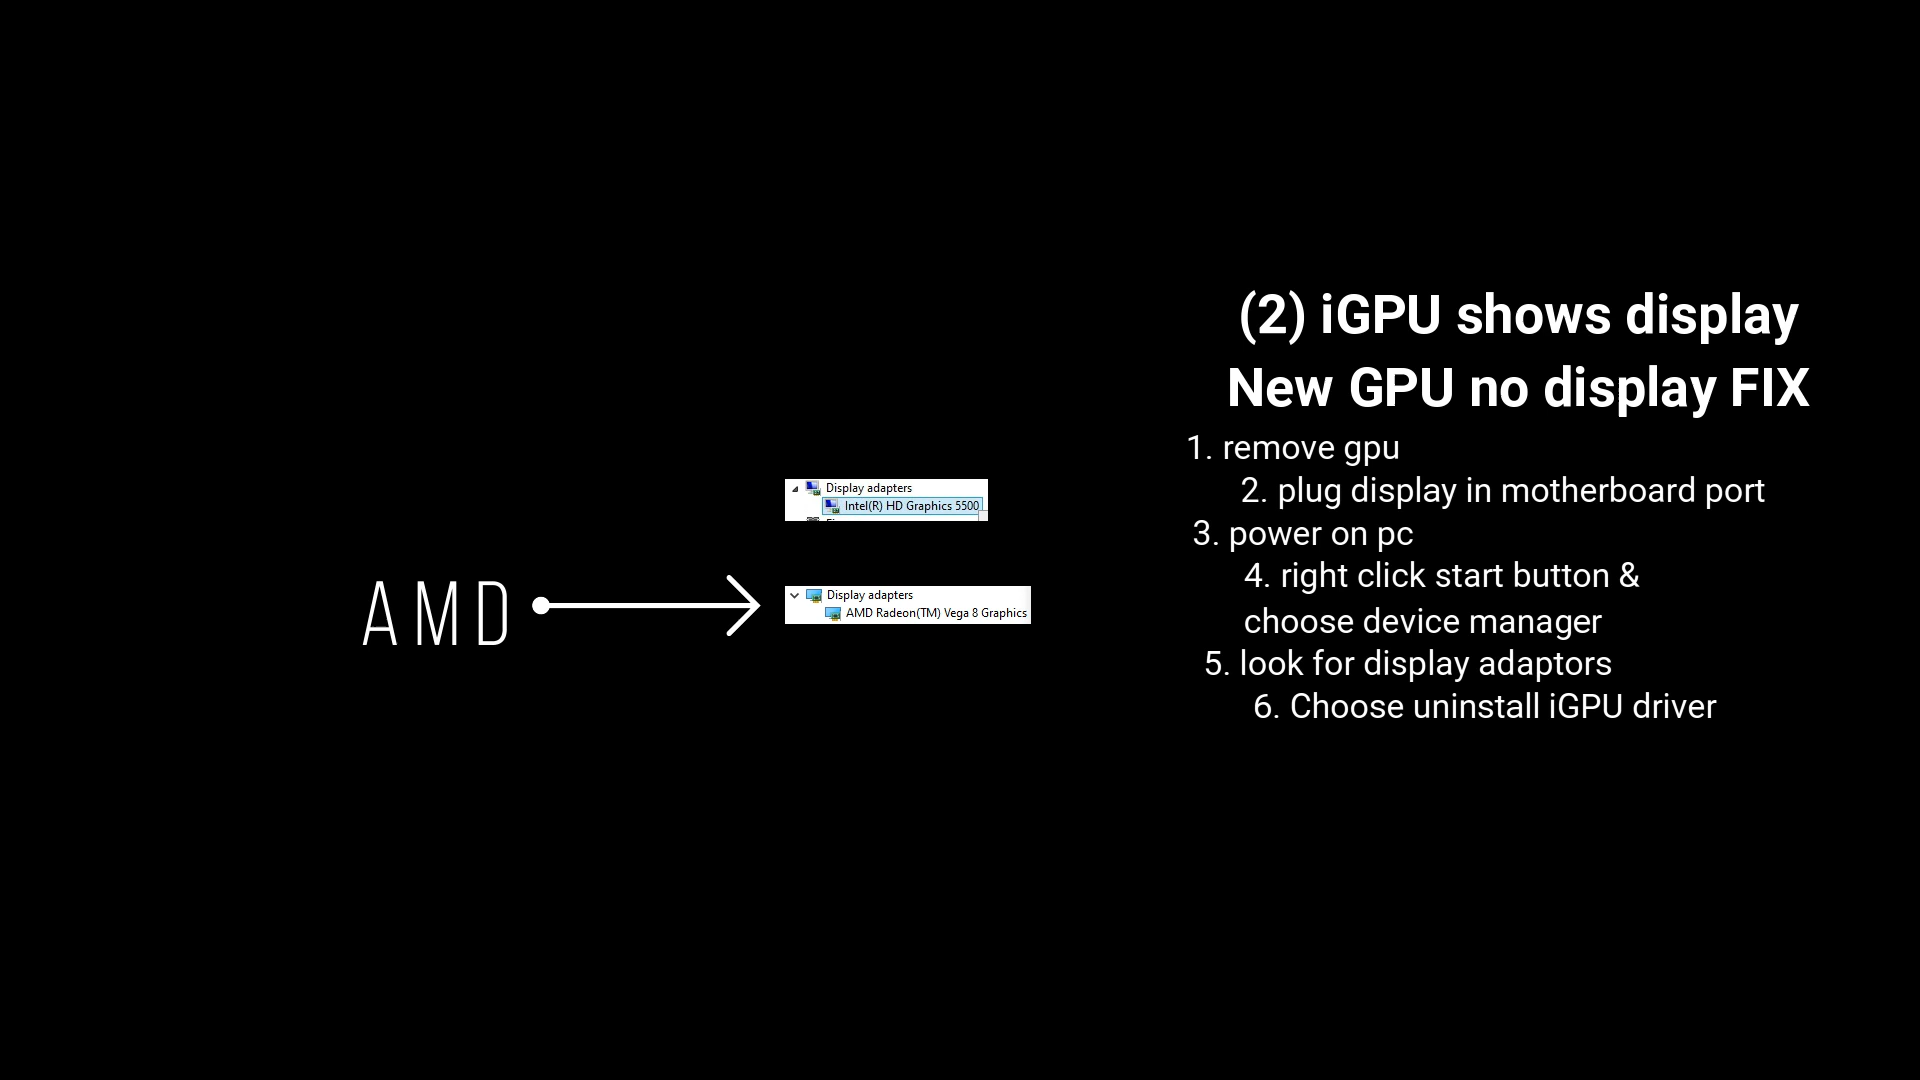 (2) iGPU shows display
New GPU no display FIX
1. remove gpu
2. plug display in motherboard port
3. power on pc
4. right click start button &
choose device manager
5. look for display adaptors
6. Choose uninstall iGPU driver
Display adapters
Intel(R) HD Graphics 5500
AMD
Display adapters
AMD Radeon(TM) Vega 8 Graphics